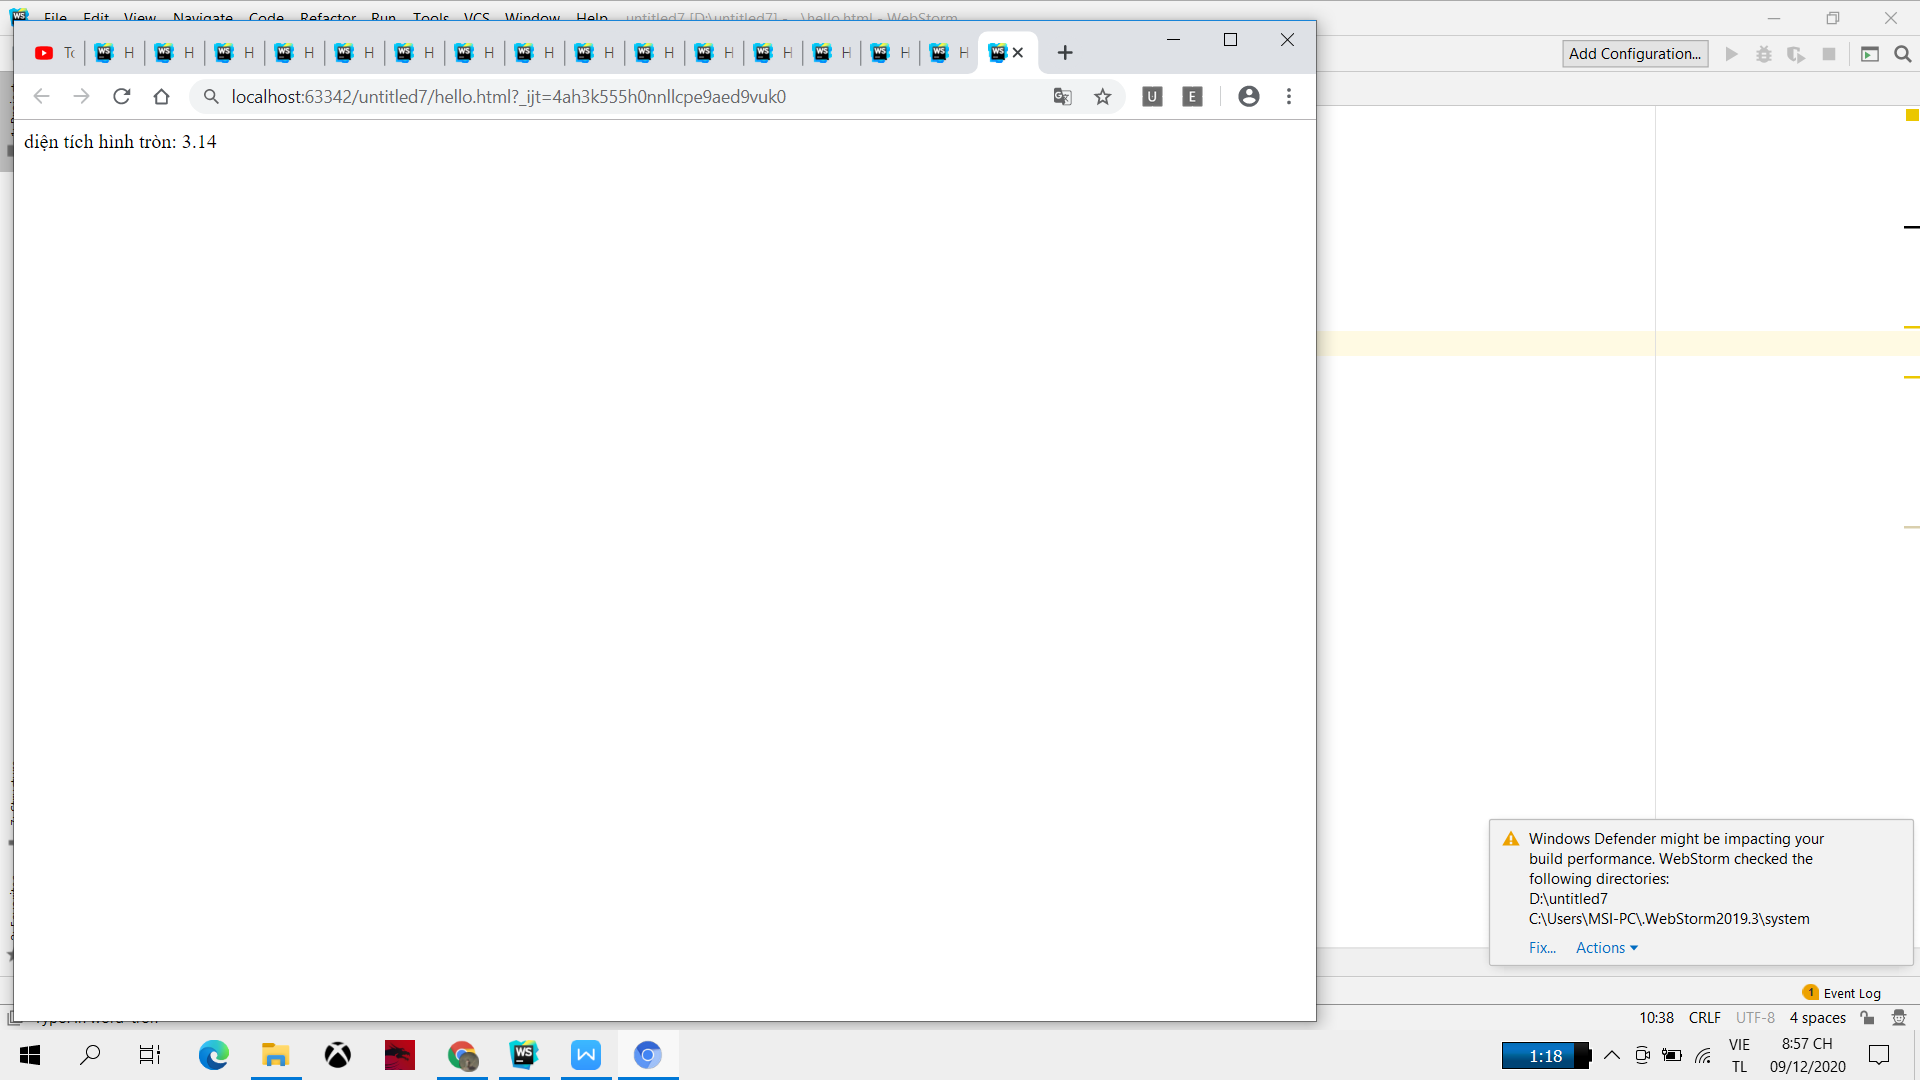 File Edit View Navigate Code Refactor Run Tools VCS Window Help untitled7 [D:\untitled7] - ...\hello.html - WebStorm
Add Configuration...
Tc H H H H H H H H H H H H H H H
localhost:63342/untitled7/hello.html?_ijt=4ah3k555h0nnllcpe9aed9vuk0
U E
diện tích hình tròn: 3.14
Windows Defender might be impacting your
build performance. WebStorm checked the
following directories:
D:\untitled7
C:\Users\MSI-PC\.WebStorm2019.3\system
Fix... Actions
1 Event Log
10:38 CRLF UTF-8 4 spaces
1:18
VIE
TL
8:57 CH
09/12/2020